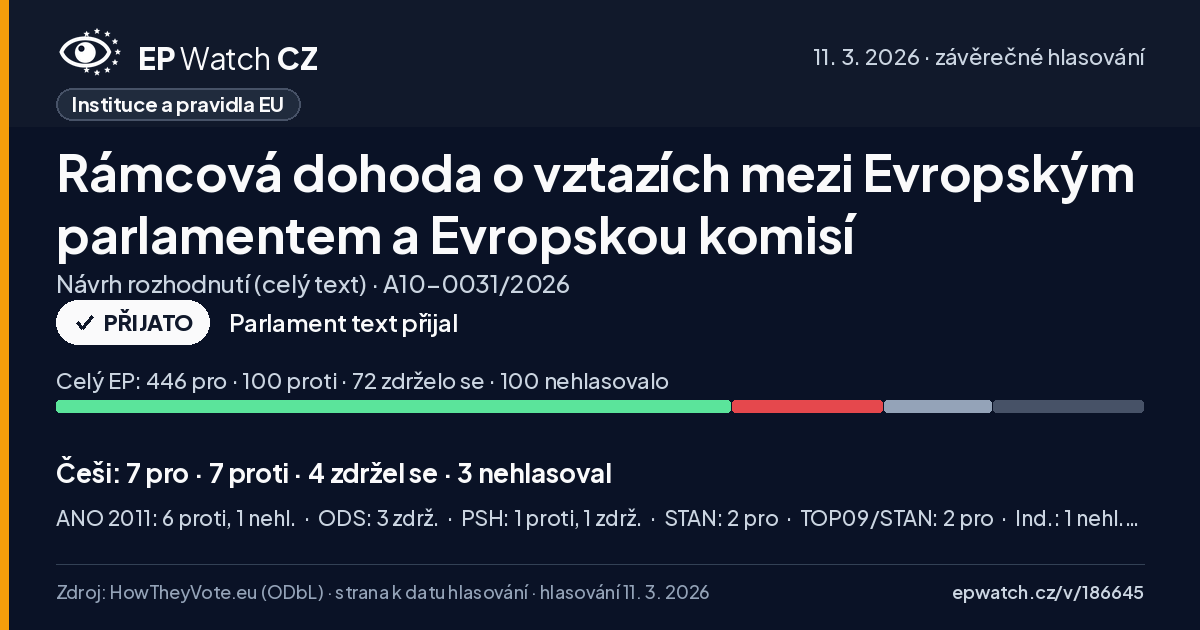 EP Watch CZ
11. 3. 2026 · závěrečné hlasování
Instituce a pravidla EU
Rámcová dohoda o vztazích mezi Evropským
parlamentem a Evropskou komisí
Návrh rozhodnutí (celý text) · A10–0031/2026
✓ PŘIJATO Parlament text přijal
Celý EP: 446 pro · 100 proti · 72 zdrželo se · 100 nehlasovalo
Češi: 7 pro · 7 proti · 4 zdržel se · 3 nehlasoval
ANO 2011: 6 proti, 1 nehl. · ODS: 3 zdrž. · PSH: 1 proti, 1 zdrž. · STAN: 2 pro · TOP09/STAN: 2 pro · Ind.: 1 nehl.…
Zdroj: HowTheyVote.eu (ODbL) · strana k datu hlasování · hlasování 11. 3. 2026
epwatch.cz/v/186645